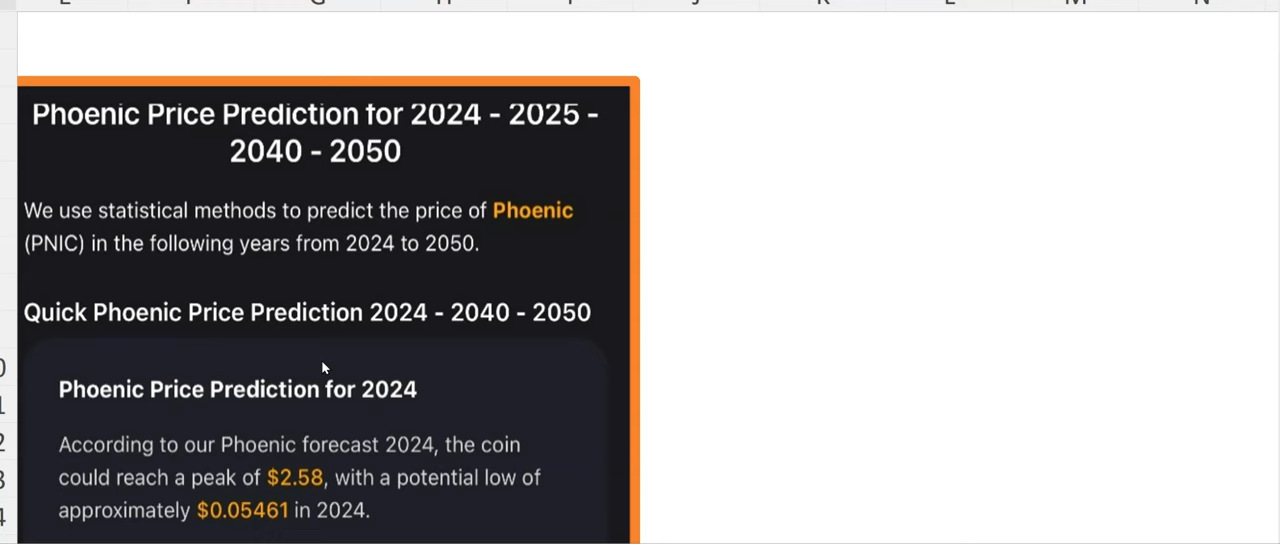 Phoenic Price Prediction for 2024 - 2025 -
2040 - 2050
We use statistical methods to predict the price of Phoenic
(PNIC) in the following years from 2024 to 2050.
Quick Phoenic Price Prediction 2024 - 2040 - 2050
Phoenic Price Prediction for 2024
According to our Phoenic forecast 2024, the coin
could reach a peak of $2.58, with a potential low of
approximately $0.05461 in 2024.